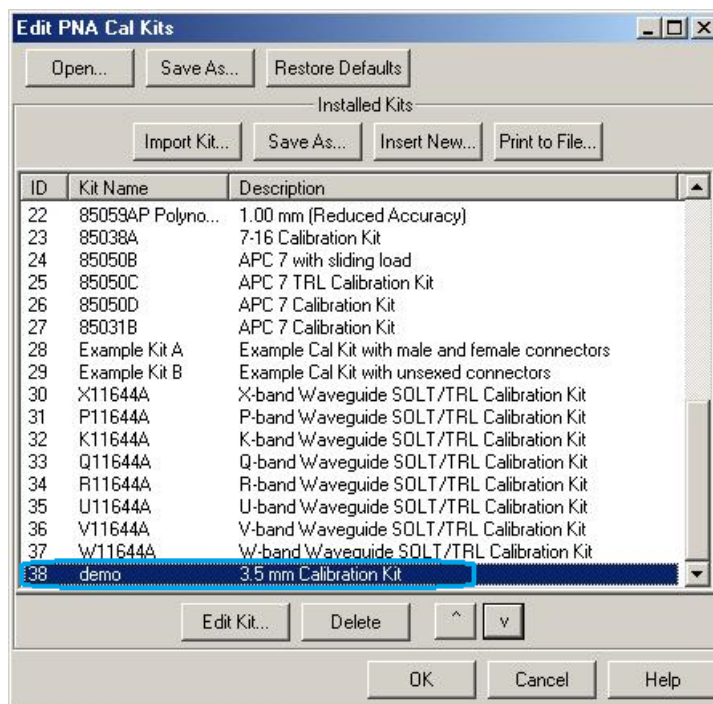 Edit PNA Cal Kits
Open... Save As... Restore Defaults
Installed Kits
Import Kit... Save As... Insert New... Print to File...
ID Kit Name Description
22 85059AP Polyno... 1.00 mm (Reduced Accuracy)
23 85038A 7-16 Calibration Kit
24 85050B APC 7 with sliding load
25 85050C APC 7 TRL Calibration Kit
26 85050D APC 7 Calibration Kit
27 85031B APC 7 Calibration Kit
28 Example Kit A Example Cal Kit with male and female connectors
29 Example Kit B Example Cal Kit with unsexed connectors
30 X11644A X-band Waveguide SOLT/TRL Calibration Kit
31 P11644A P-band Waveguide SOLT/TRL Calibration Kit
32 K11644A K-band Waveguide SOLT/TRL Calibration Kit
33 Q11644A Q-band Waveguide SOLT/TRL Calibration Kit
34 R11644A R-band Waveguide SOLT/TRL Calibration Kit
35 U11644A U-band Waveguide SOLT/TRL Calibration Kit
36 V11644A V-band Waveguide SOLT/TRL Calibration Kit
37 W11644A W-band Waveguide SOLT/TRL Calibration Kit
38 demo 3.5 mm Calibration Kit
Edit Kit... Delete ^ v
OK Cancel Help